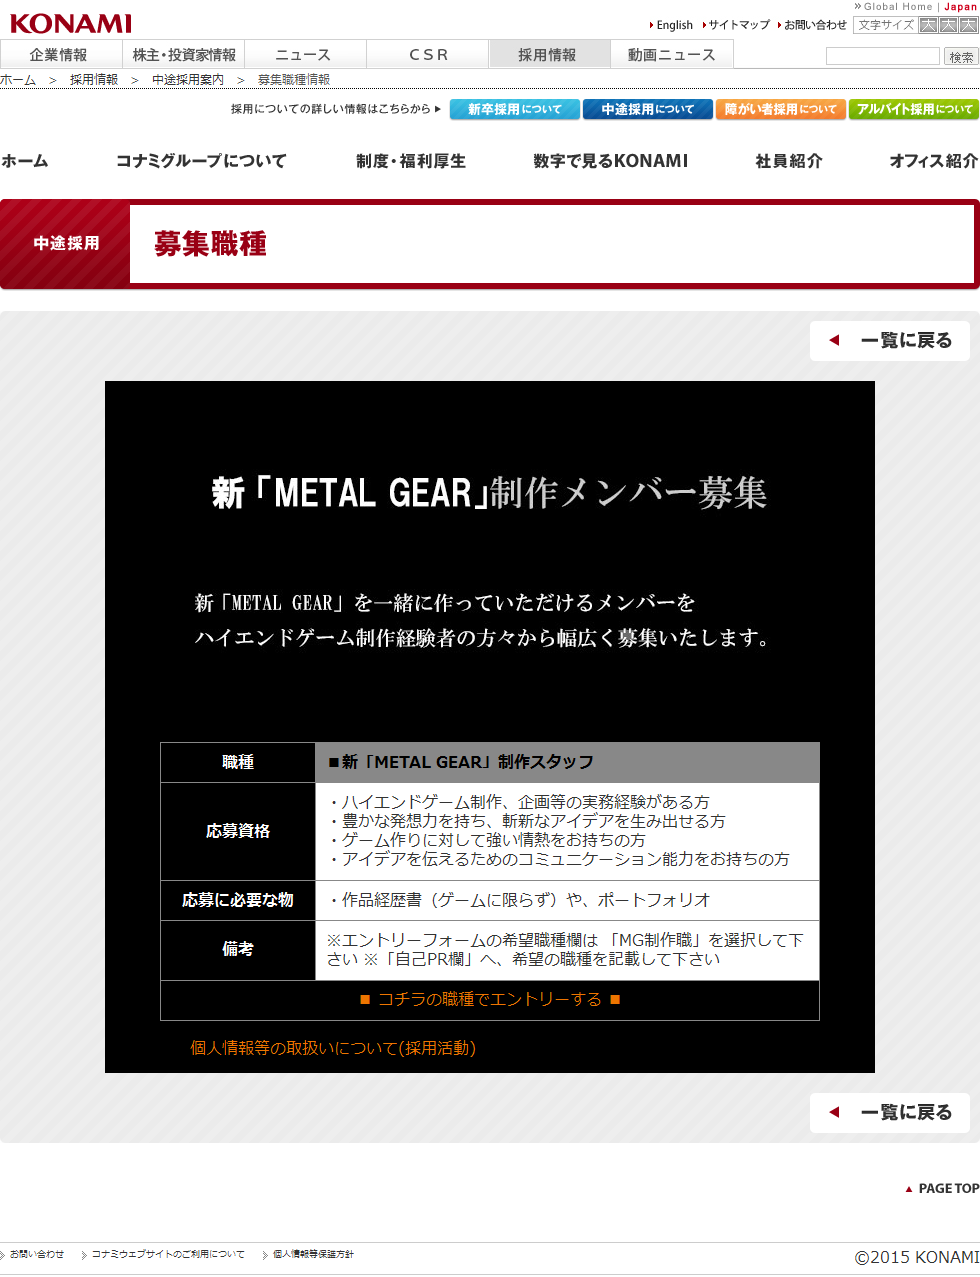 Global Home | Japan
KONAMI
English サイトマップ お問い合わせ 文字サイズ 大 大 大
企業情報 株主・投資家情報 ニュース CSR 採用情報 動画ニュース 検索
ホーム > 採用情報 > 中途採用案内 > 募集職種情報
採用についての詳しい情報はこちらから 新卒採用について 中途採用について 障がい者採用について アルバイト採用について
ホーム コナミグループについて 制度・福利厚生 数字で見るKONAMI 社員紹介 オフィス紹介
中途採用 募集職種
一覧に戻る
新「METAL GEAR」制作メンバー募集
新「METAL GEAR」を一緒に作っていただけるメンバーを
ハイエンドゲーム制作経験者の方々から幅広く募集いたします。
職種 ■新「METAL GEAR」制作スタッフ
応募資格
・ハイエンドゲーム制作、企画等の実務経験がある方
・豊かな発想力を持ち、斬新なアイデアを生み出せる方
・ゲーム作りに対して強い情熱をお持ちの方
・アイデアを伝えるためのコミュニケーション能力をお持ちの方
応募に必要な物 ・作品経歴書（ゲームに限らず）や、ポートフォリオ
備考
※エントリーフォームの希望職種欄は 「MG制作職」を選択して下
さい ※「自己PR欄」へ、希望の職種を記載して下さい
■ コチラの職種でエントリーする ■
個人情報等の取扱いについて(採用活動)
一覧に戻る
PAGE TOP
お問い合わせ コナミウェブサイトのご利用について 個人情報等保護方針
©2015 KONAMI